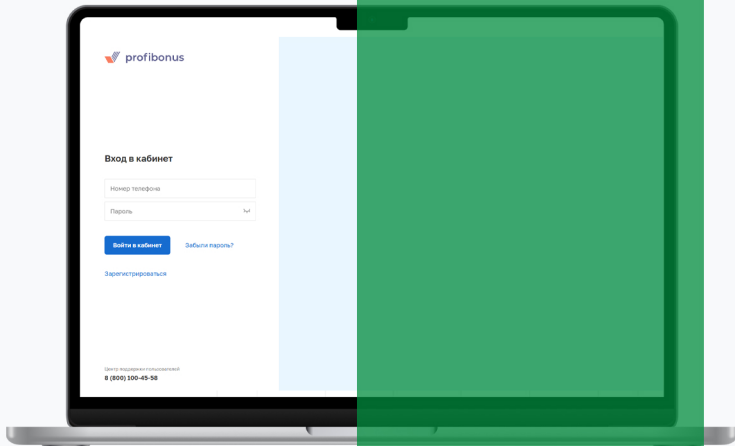 profibonus
Вход в кабинет
Номер телефона
Пароль
Войти в кабинет
Забыли пароль?
Зарегистрироваться
Центр поддержки пользователей
8 (800) 100-45-58